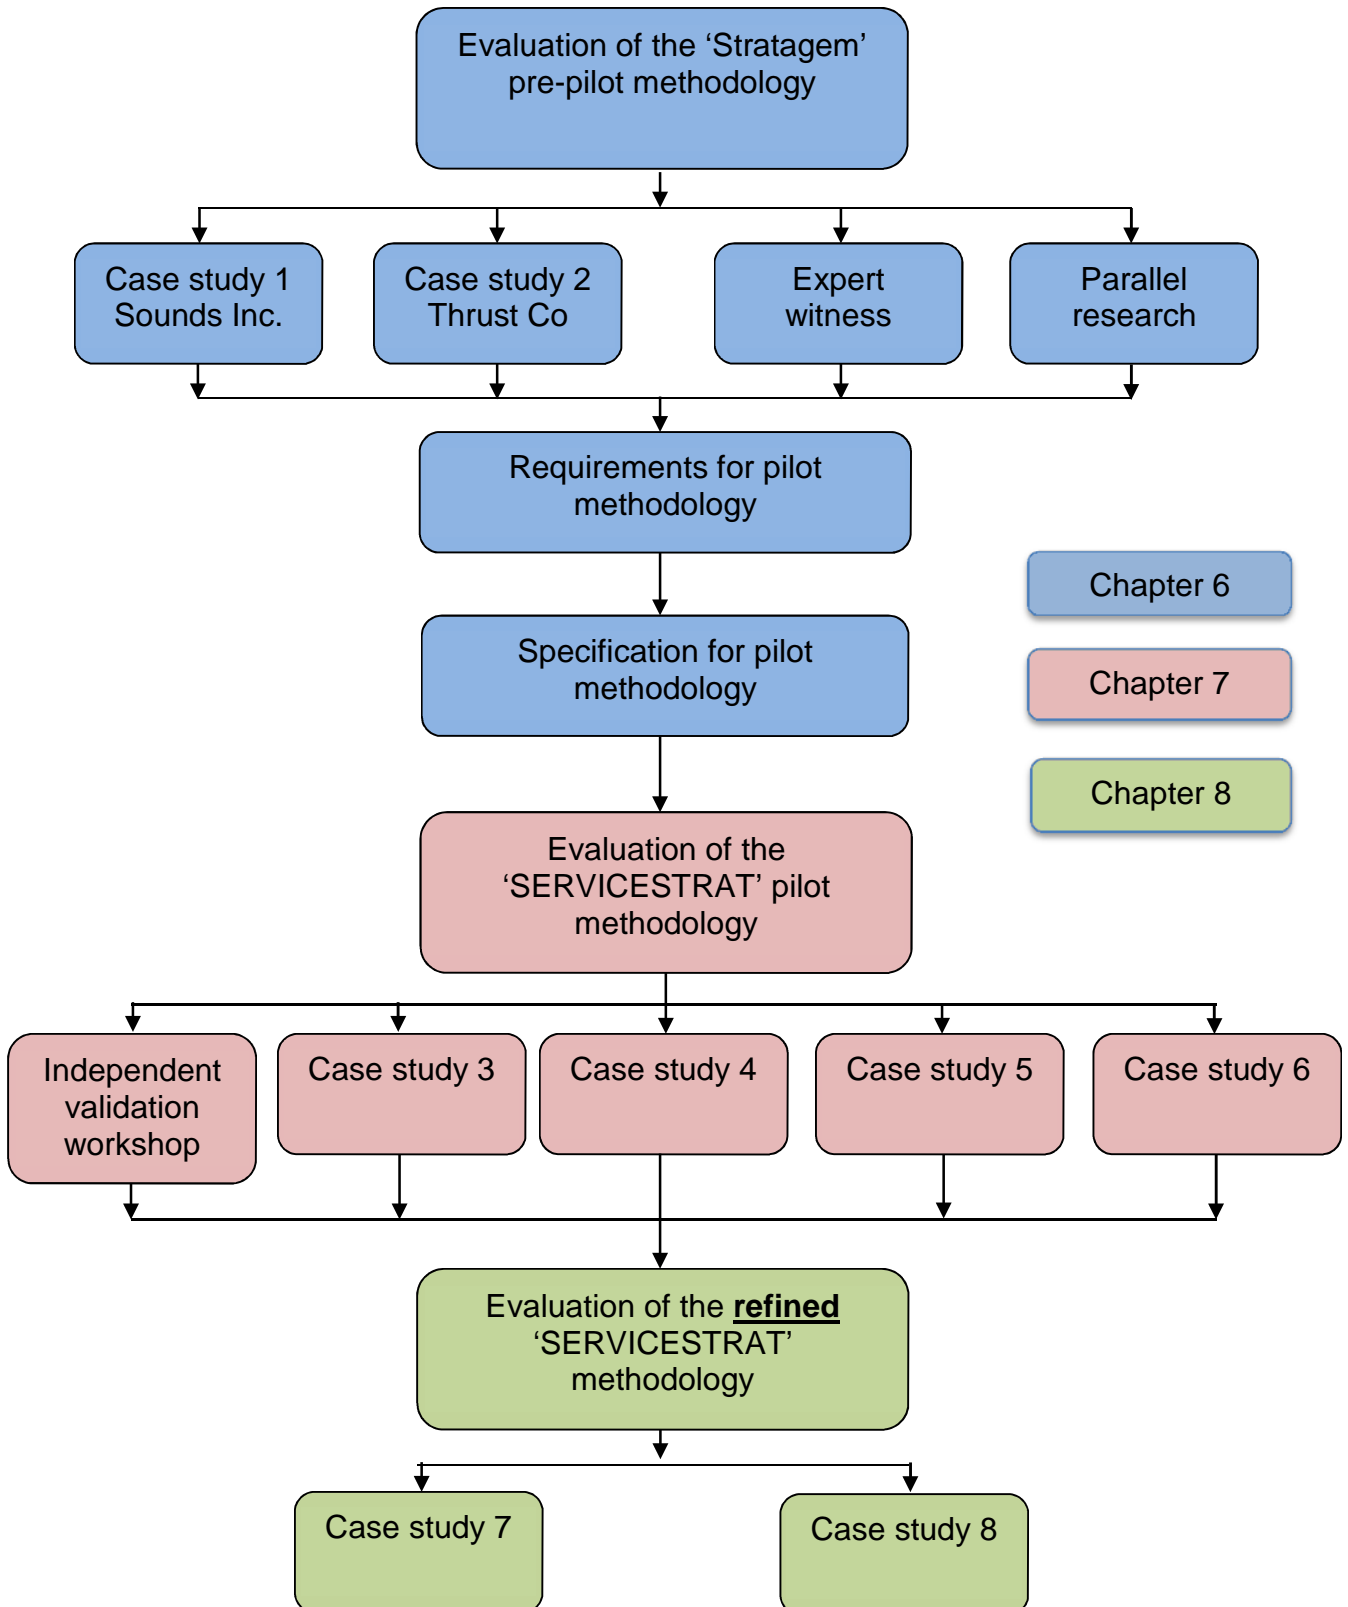 Evaluation of the ‘Stratagem’
pre-pilot methodology
Case study 1
Sounds Inc.
Case study 2
Thrust Co
Expert
witness
Parallel
research
Requirements for pilot
methodology
Specification for pilot
methodology
Chapter 6
Chapter 7
Chapter 8
Evaluation of the
‘SERVICESTRAT’ pilot
methodology
Independent
validation
workshop
Case study 3
Case study 4
Case study 5
Case study 6
Evaluation of the refined
‘SERVICESTRAT’
methodology
Case study 7
Case study 8